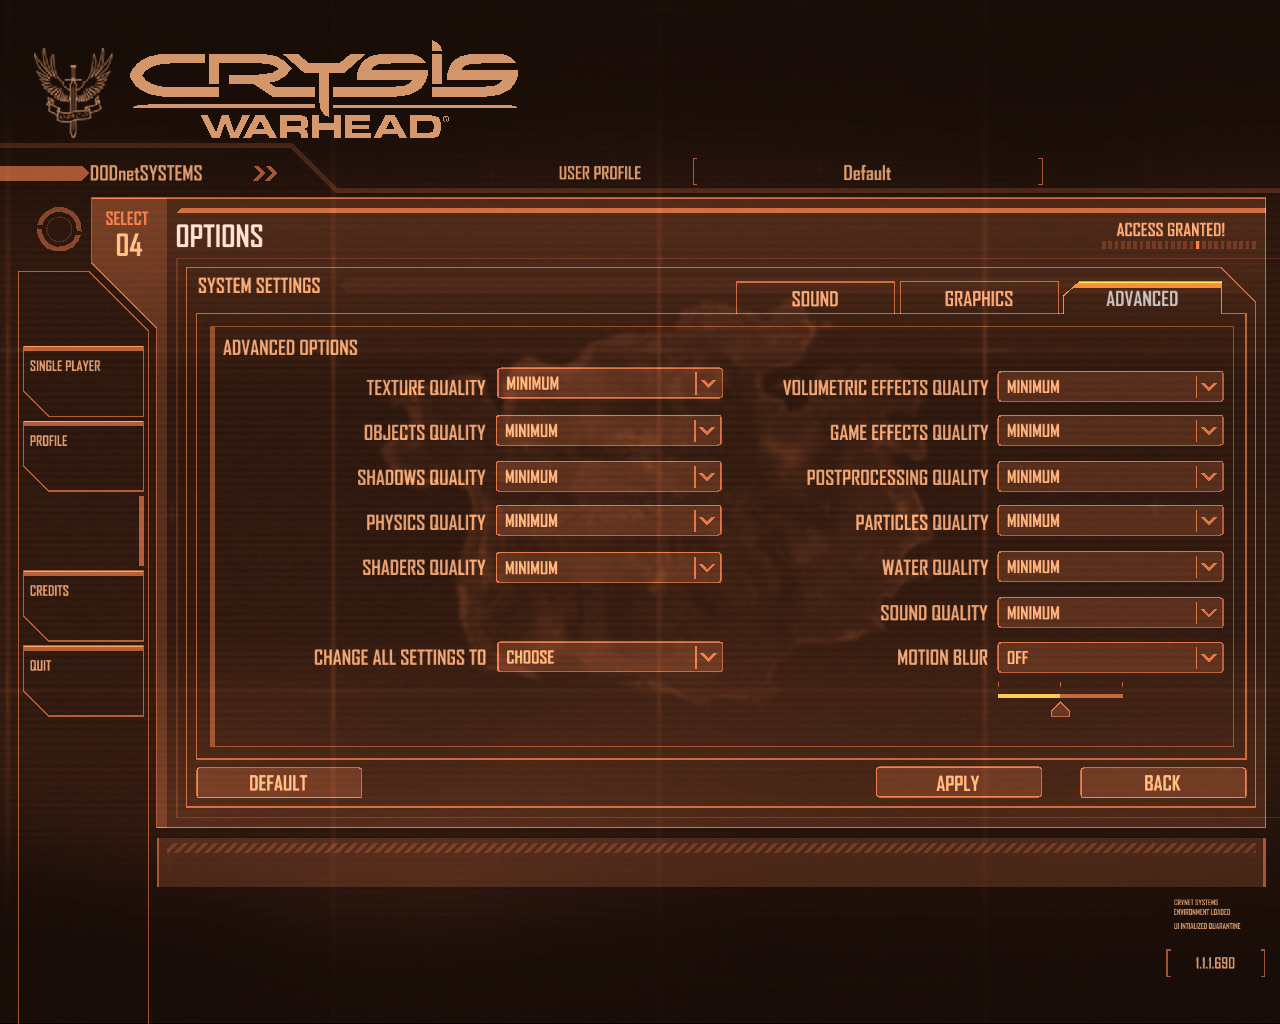 CRYSIS
WARHEAD®
DODnetSYSTEMS
USER PROFILE
Default
SELECT
04
OPTIONS
ACCESS GRANTED!
SYSTEM SETTINGS
SOUND
GRAPHICS
ADVANCED
ADVANCED OPTIONS
SINGLE PLAYER
PROFILE
CREDITS
QUIT
TEXTURE QUALITY MINIMUM
OBJECTS QUALITY MINIMUM
SHADOWS QUALITY MINIMUM
PHYSICS QUALITY MINIMUM
SHADERS QUALITY MINIMUM
CHANGE ALL SETTINGS TO CHOOSE
VOLUMETRIC EFFECTS QUALITY MINIMUM
GAME EFFECTS QUALITY MINIMUM
POSTPROCESSING QUALITY MINIMUM
PARTICLES QUALITY MINIMUM
WATER QUALITY MINIMUM
SOUND QUALITY MINIMUM
MOTION BLUR OFF
DEFAULT
APPLY
BACK
CRYNET SYSTEMS
ENVIRONMENT LOADED
UI INTIALIZED QUARANTINE
1.1.1.690